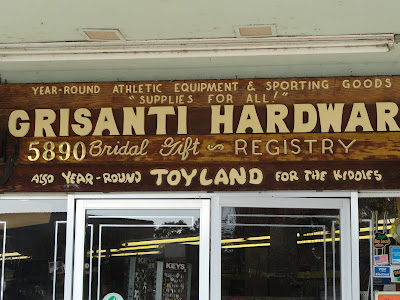 YEAR-ROUND ATHLETIC EQUIPMENT & SPORTING GOODS
"SUPPLIES FOR ALL!"
GRISANTI HARDWAR
5890 Bridal Gift ~ REGISTRY
ALSO YEAR-ROUND TOYLAND FOR THE KIDDIES
KEYS
VISA